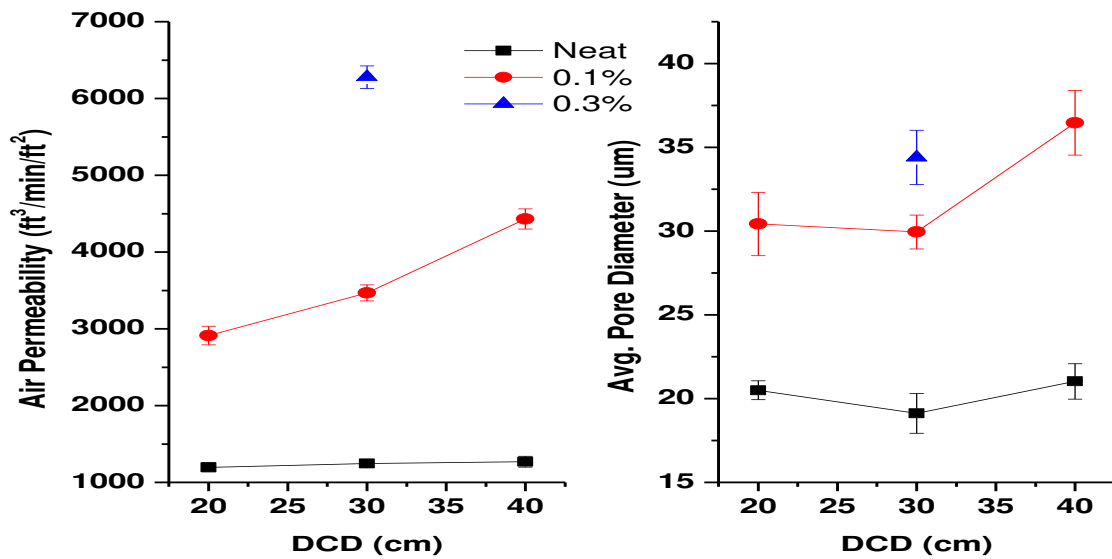 7000
6000
5000
4000
3000
2000
1000
Air Permeability (ft³/min/ft²)
20 25 30 35 40
DCD (cm)
Neat
0.1%
0.3%
40
35
30
25
20
15
Avg. Pore Diameter (um)
20 25 30 35 40
DCD (cm)